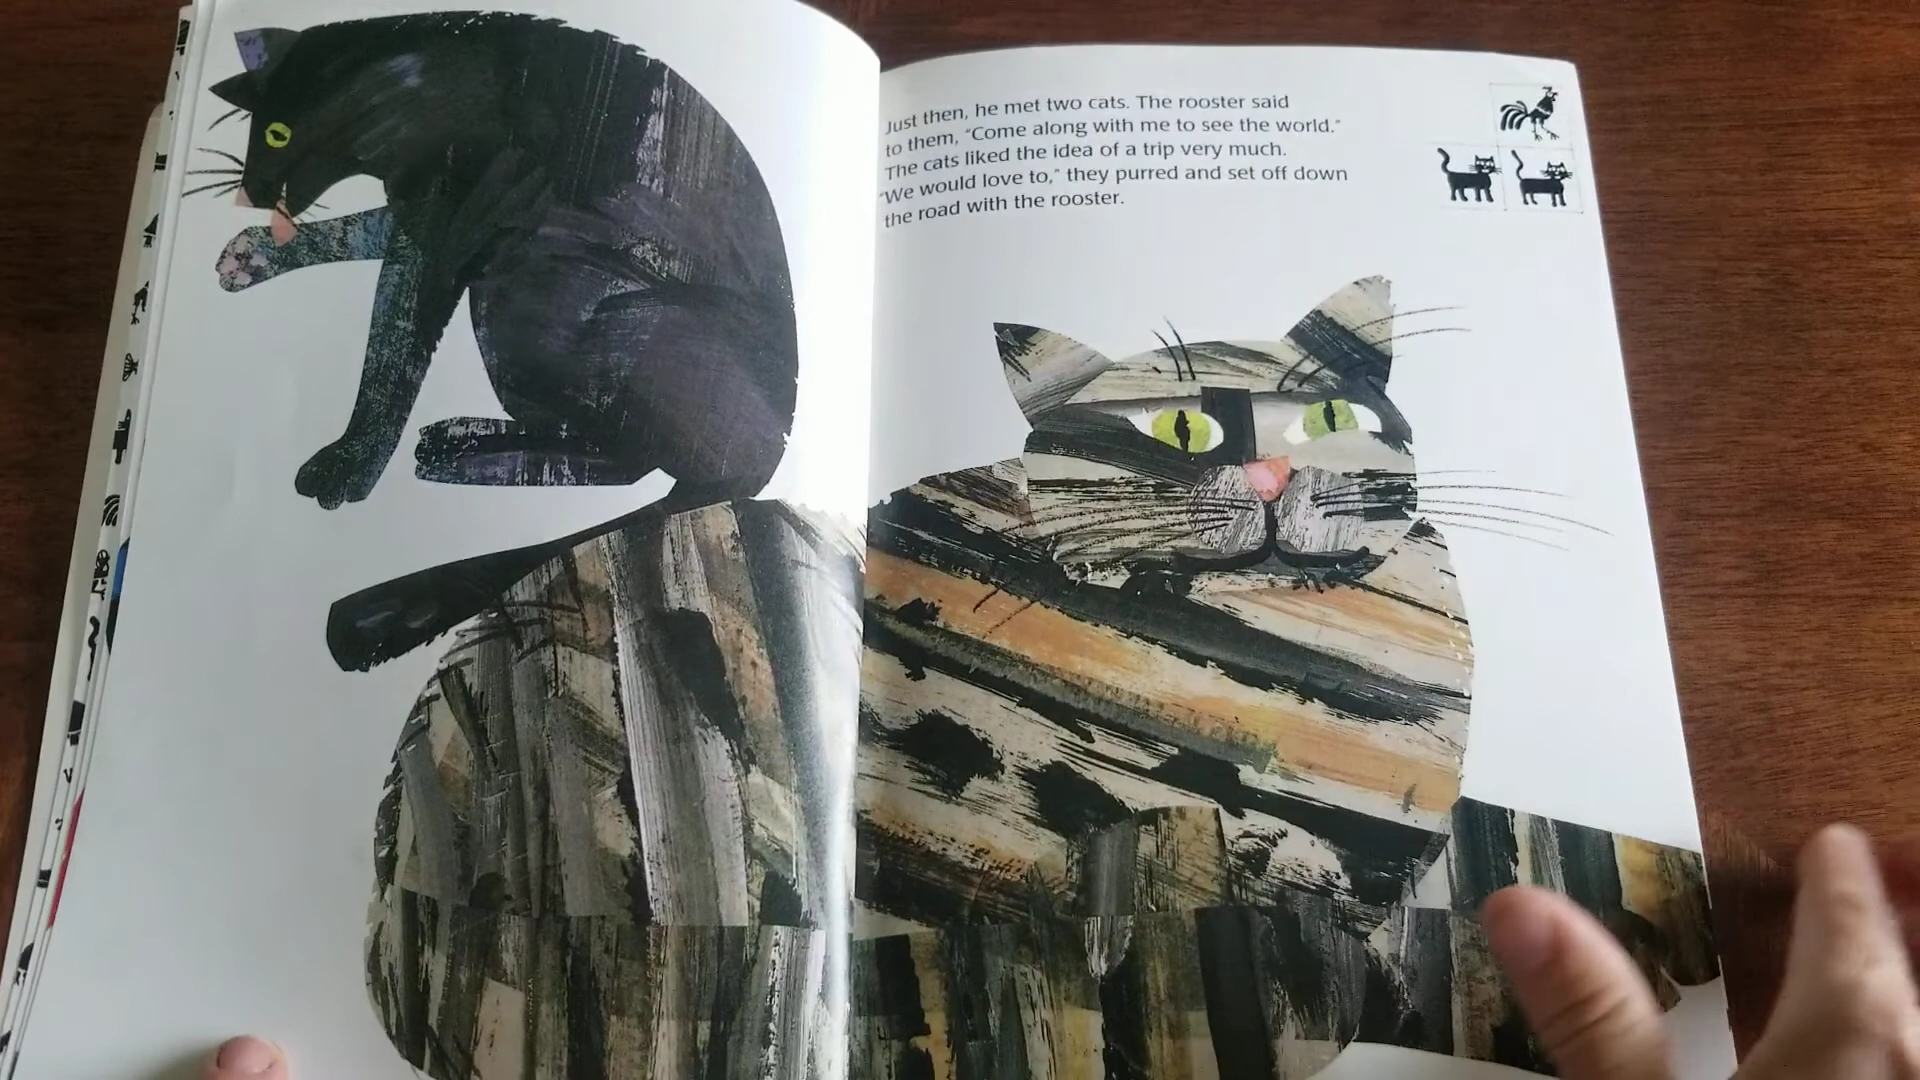 Just then, he met two cats. The rooster said
to them, "Come along with me to see the world."
The cats liked the idea of a trip very much.
"We would love to," they purred and set off down
the road with the rooster.